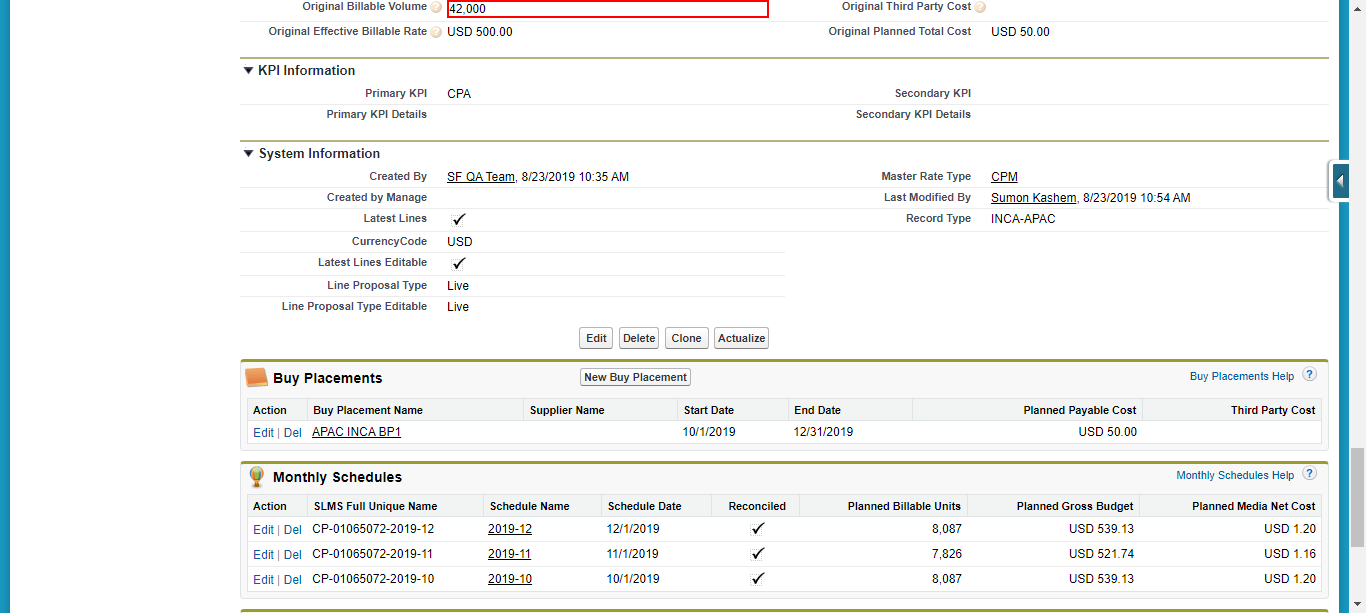 Original Billable Volume ? 42,000 Original Third Party Cost ?
Original Effective Billable Rate ? USD 500.00 Original Planned Total Cost USD 50.00
KPI Information
Primary KPI CPA Secondary KPI
Primary KPI Details Secondary KPI Details
System Information
Created By SF QA Team, 8/23/2019 10:35 AM Master Rate Type CPM
Created by Manage Last Modified By Sumon Kashem, 8/23/2019 10:54 AM
Latest Lines Record Type INCA-APAC
CurrencyCode USD
Latest Lines Editable
Line Proposal Type Live
Line Proposal Type Editable Live
Edit Delete Clone Actualize
Buy Placements New Buy Placement Buy Placements Help ?
Action Buy Placement Name Supplier Name Start Date End Date Planned Payable Cost Third Party Cost
Edit | Del APAC INCA BP1 10/1/2019 12/31/2019 USD 50.00
Monthly Schedules Monthly Schedules Help ?
Action SLMS Full Unique Name Schedule Name Schedule Date Reconciled Planned Billable Units Planned Gross Budget Planned Media Net Cost
Edit | Del CP-01065072-2019-12 2019-12 12/1/2019 8,087 USD 539.13 USD 1.20
Edit | Del CP-01065072-2019-11 2019-11 11/1/2019 7,826 USD 521.74 USD 1.16
Edit | Del CP-01065072-2019-10 2019-10 10/1/2019 8,087 USD 539.13 USD 1.20